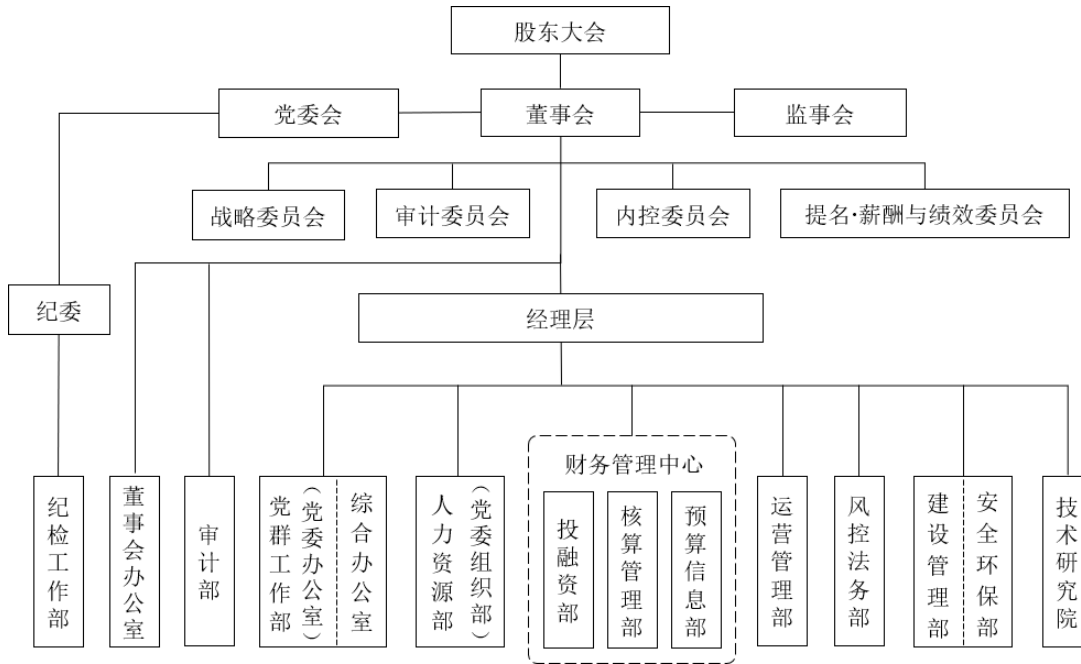 股东大会
党委会
董事会
监事会
战略委员会
审计委员会
内控委员会
提名·薪酬与绩效委员会
纪委
经理层
财务管理中心
纪检工作部
董事会办公室
审计部
党群工作部
（党委办公室）
综合办公室
人力资源部
（党委组织部）
投融资部
核算管理部
预算信息部
运营管理部
风控法务部
建设管理部
安全环保部
技术研究院